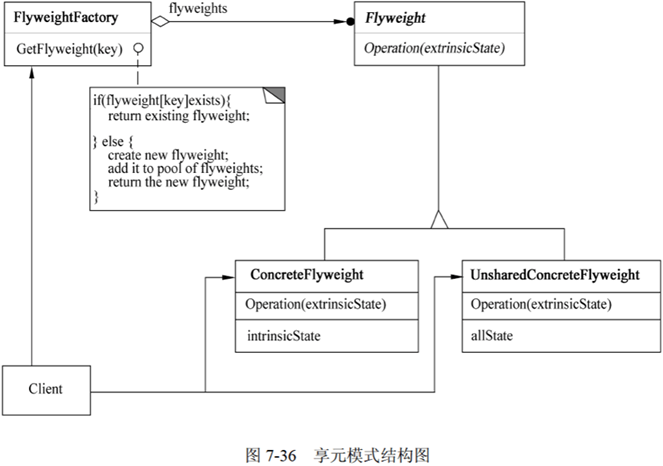 FlyweightFactory
flyweights
Flyweight
GetFlyweight(key)
Operation(extrinsicState)
if(flyweight[key]exists){
return existing flyweight;
} else {
create new flyweight;
add it to pool of flyweights;
return the new flyweight;
}
ConcreteFlyweight
Operation(extrinsicState)
intrinsicState
UnsharedConcreteFlyweight
Operation(extrinsicState)
allState
Client
图 7-36 享元模式结构图